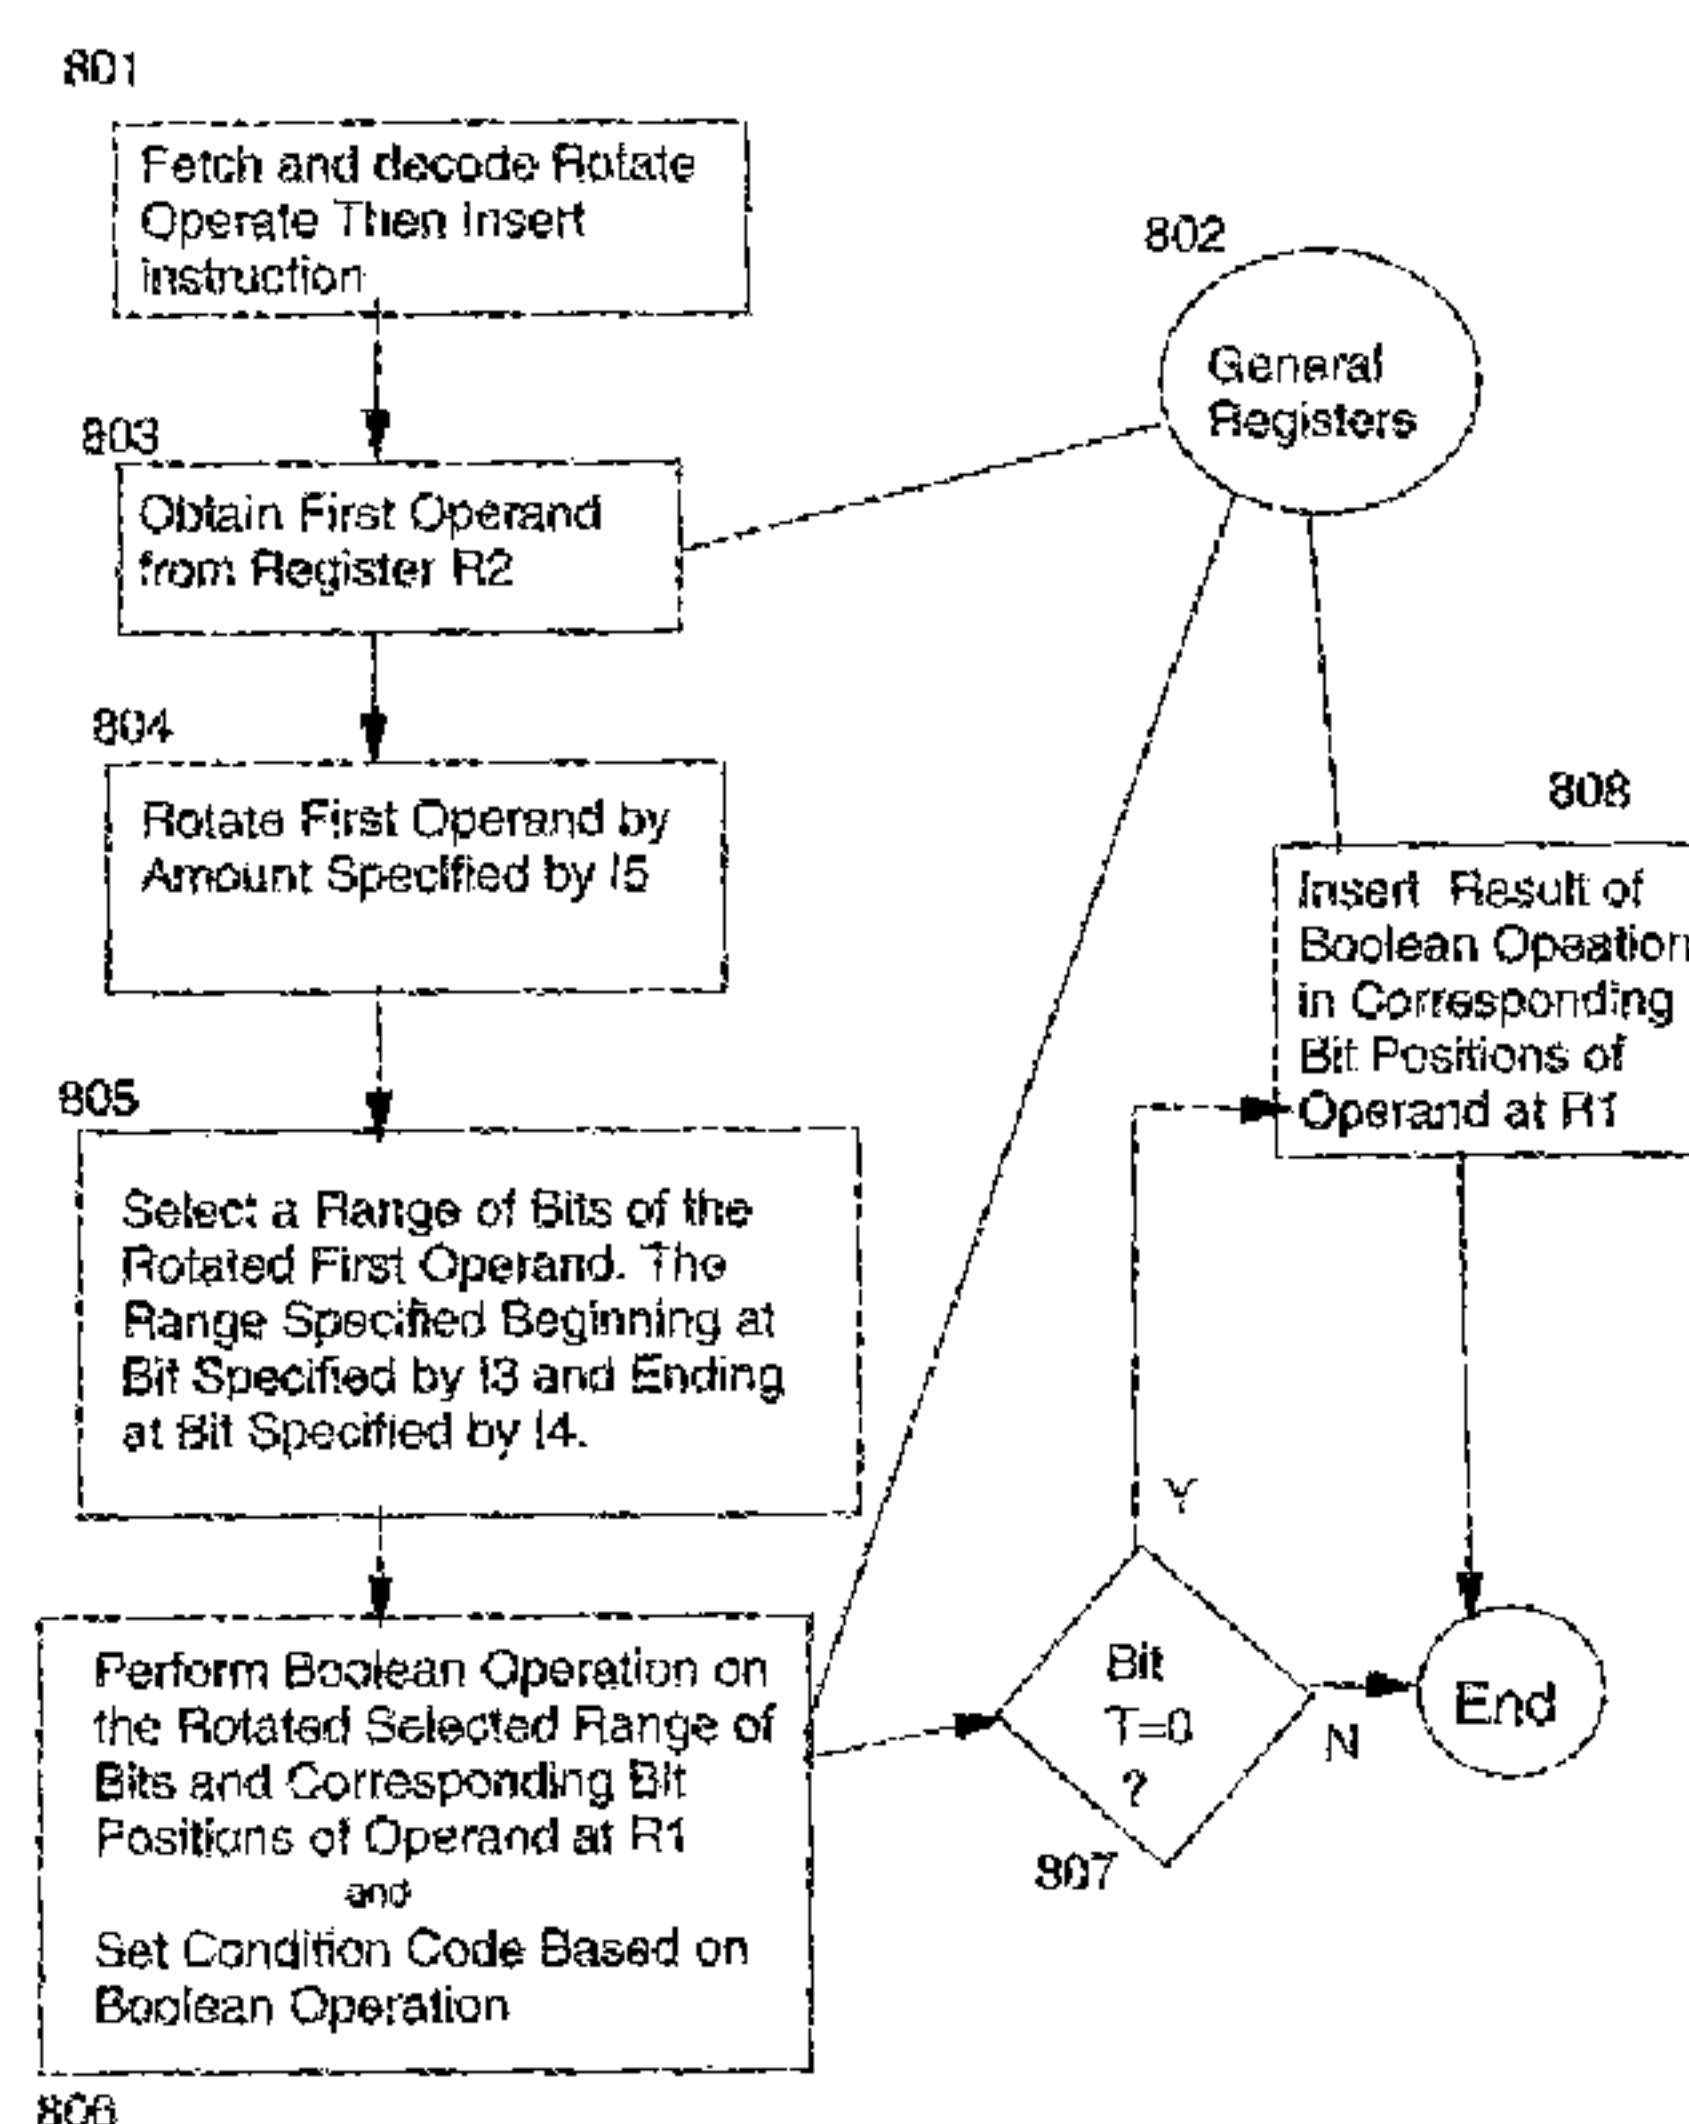 801
Fetch and decode Rotate
Operate Then Insert
instruction
802
General
Registers
803
Obtain First Operand
from Register R2
804
Rotate First Operand by
Amount Specified by I5
808
Insert Result of
Boolean Opeation
in Corresponding
Bit Positions of
Operand at R1
805
Select a Range of Bits of the
Rotated First Operand. The
Range Specified Beginning at
Bit Specified by I3 and Ending
at Bit Specified by I4.
Y
Perform Boolean Operation on
the Rotated Selected Range of
Bits and Corresponding Bit
Positions of Operand at R1
and
Set Condition Code Based on
Boolean Operation
806
Bit
T=0
?
807
N
End